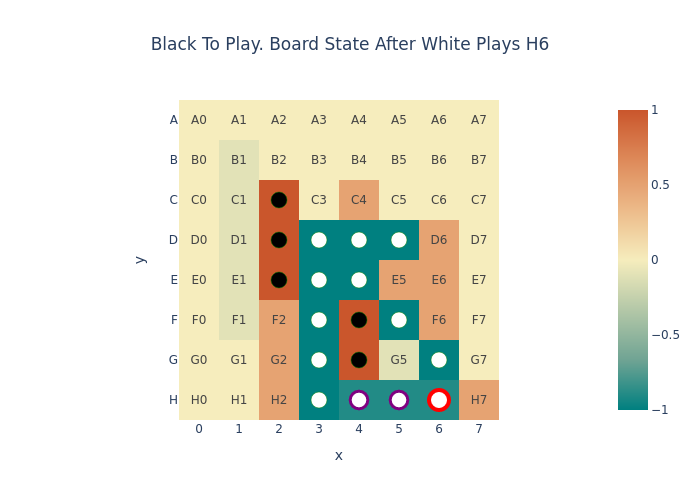 Black To Play. Board State After White Plays H6
A A0 A1 A2 A3 A4 A5 A6 A7
B B0 B1 B2 B3 B4 B5 B6 B7
C C0 C1 C3 C4 C5 C6 C7
D D0 D1 D6 D7
E E0 E1 E5 E6 E7
F F0 F1 F2 F6 F7
G G0 G1 G2 G5 G7
H H0 H1 H2 H7
0 1 2 3 4 5 6 7
x
y
1
0.5
0
−0.5
−1